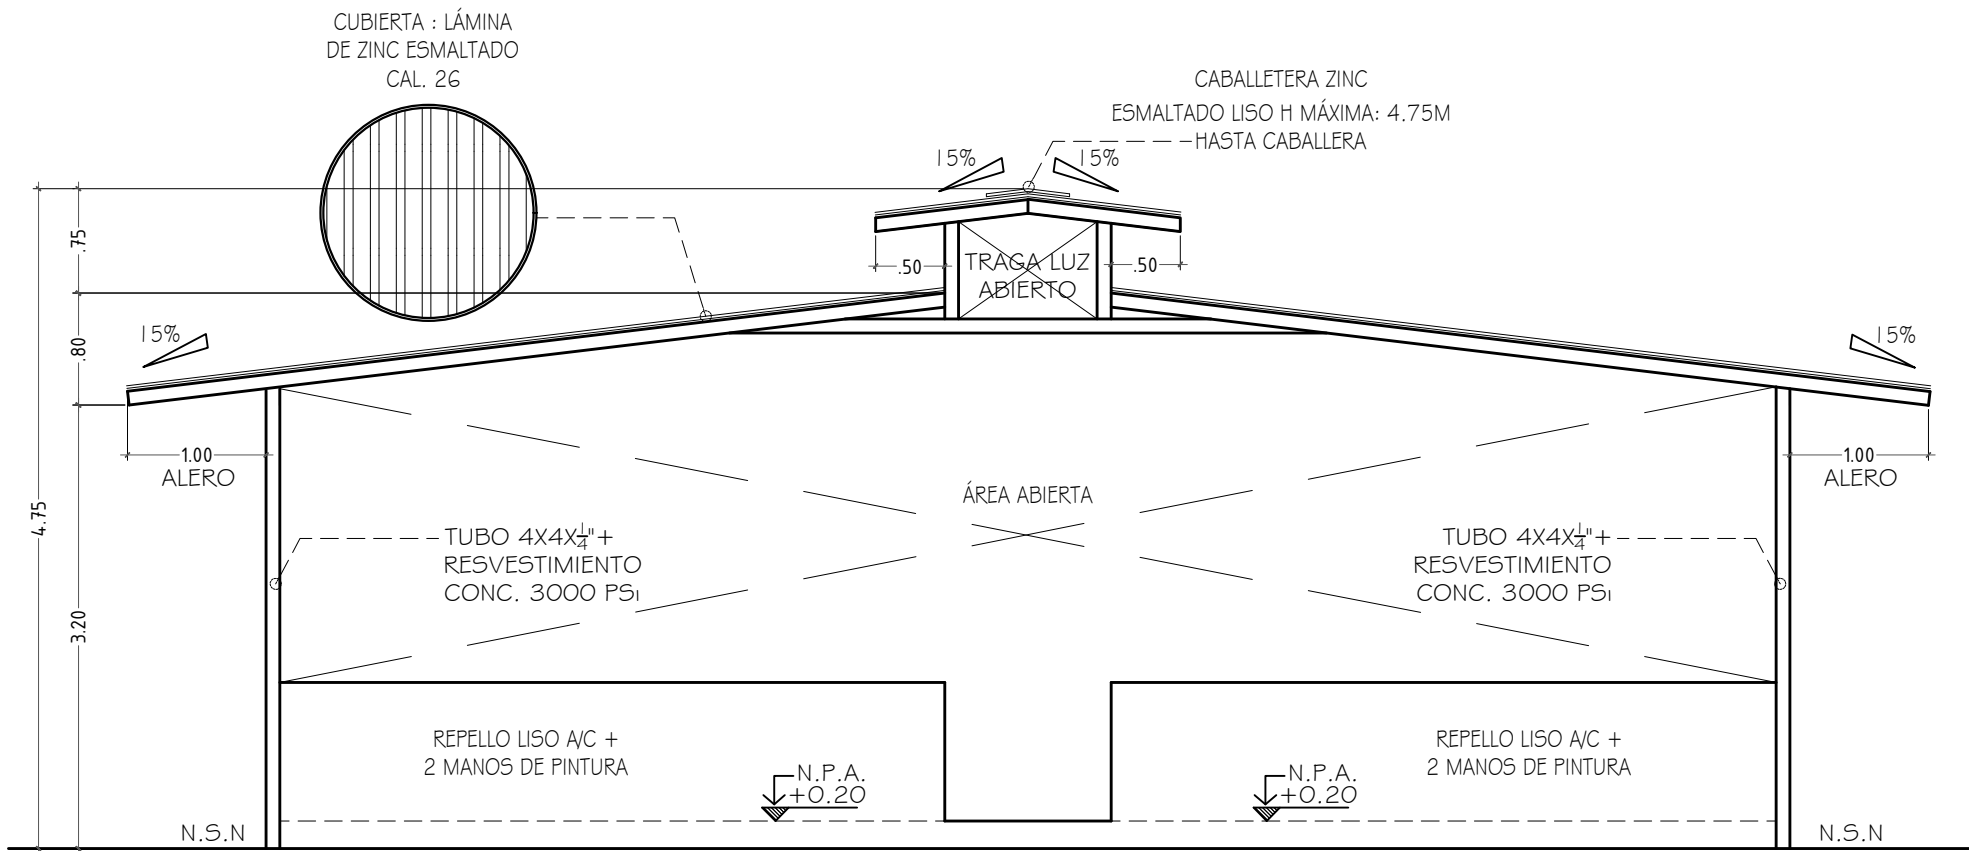 CUBIERTA : LÁMINA
DE ZINC ESMALTADO
CAL. 26
CABALLETERA ZINC
ESMALTADO LISO H MÁXIMA: 4.75M
HASTA CABALLERA
15%
15%
.75
.50
TRAGA LUZ
ABIERTO
.50
15%
.80
15%
1.00
ALERO
1.00
ALERO
4.75
ÁREA ABIERTA
TUBO 4X4X1/4"+
RESVESTIMIENTO
CONC. 3000 PSI
TUBO 4X4X1/4"+
RESVESTIMIENTO
CONC. 3000 PSI
3.20
REPELLO LISO A/C +
2 MANOS DE PINTURA
REPELLO LISO A/C +
2 MANOS DE PINTURA
N.P.A.
+0.20
N.P.A.
+0.20
N.S.N
N.S.N